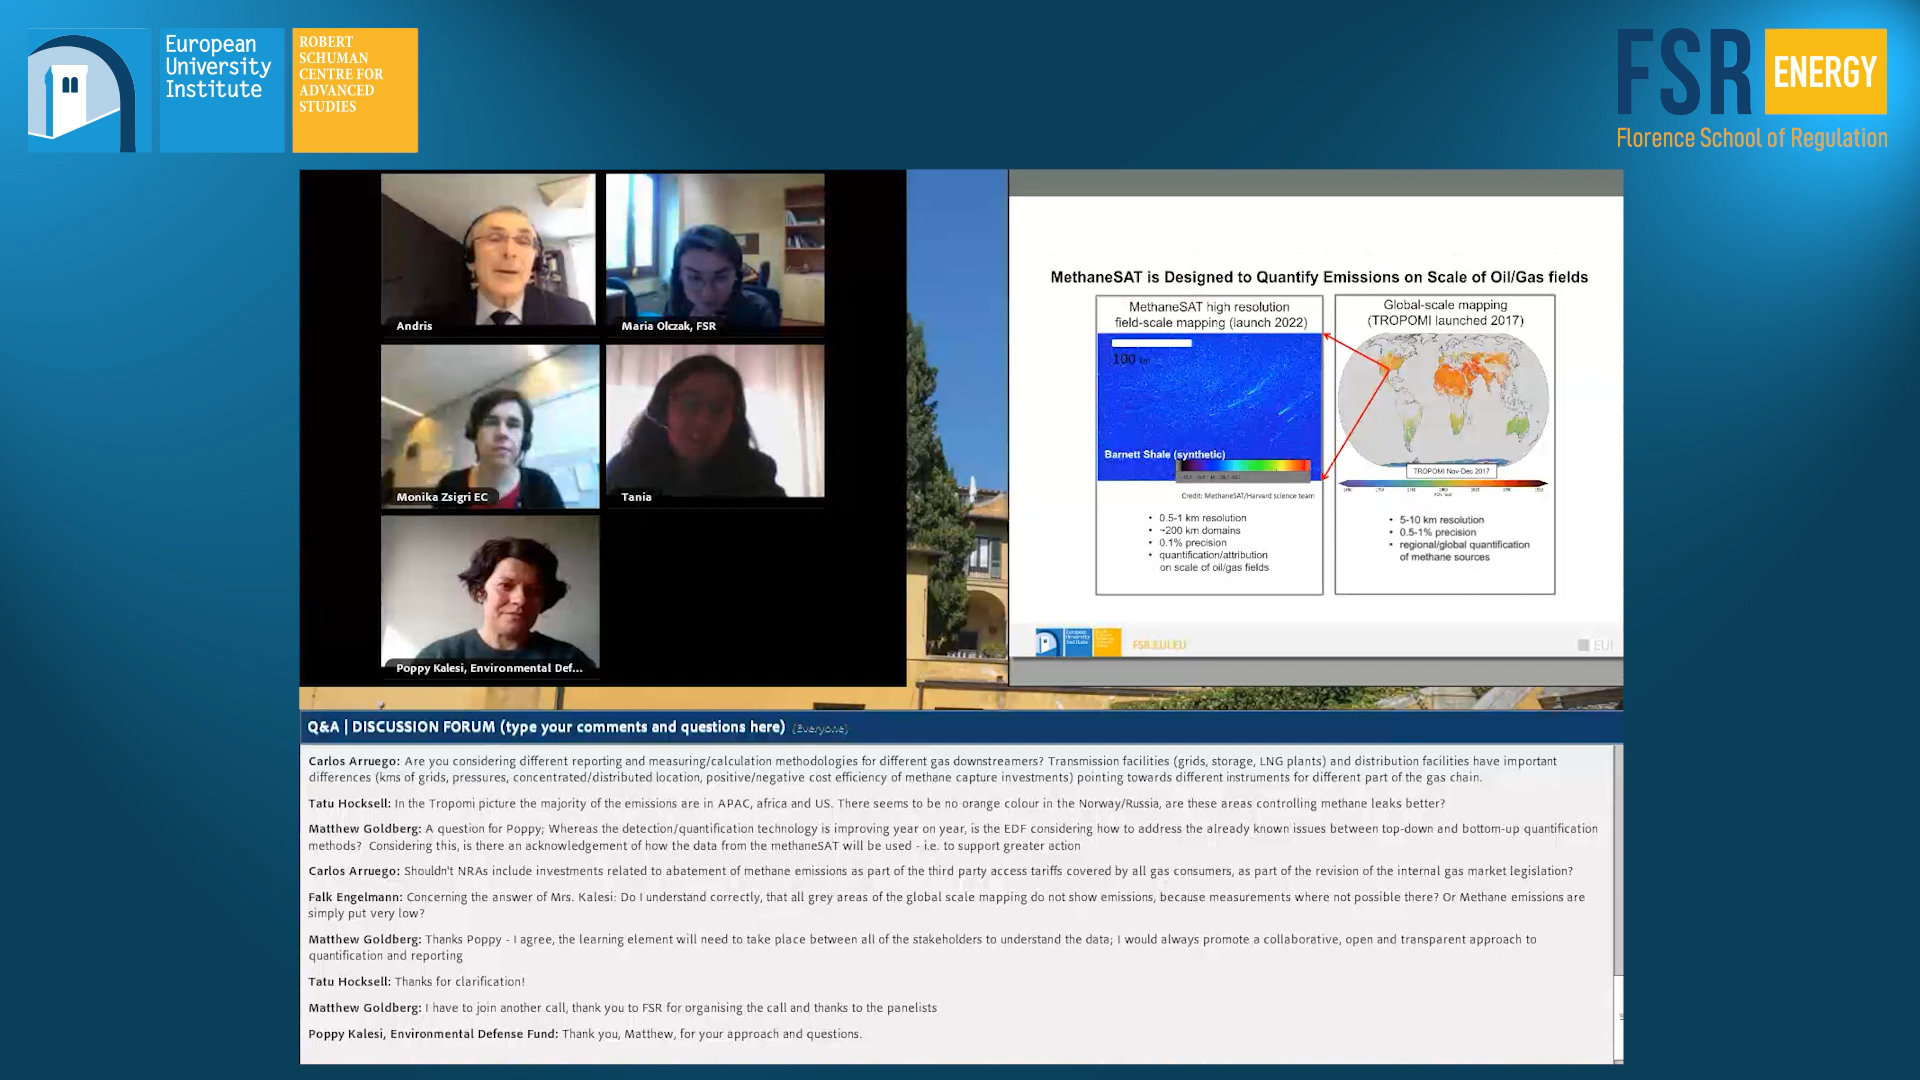 European
University
Institute
ROBERT
SCHUMAN
CENTRE FOR
ADVANCED
STUDIES
FSR ENERGY
Florence School of Regulation
Andris
Maria Olczak, FSR
Monika Zsigri EC
Tania
Poppy Kalesi, Environmental Def...
MethaneSAT is Designed to Quantify Emissions on Scale of Oil/Gas fields
MethaneSAT high resolution
field-scale mapping (launch 2022)
100 km
Barnett Shale (synthetic)
Credit: MethaneSAT/Harvard science team
• 0.5-1 km resolution
• ~200 km domains
• 0.1% precision
• quantification/attribution
on scale of oil/gas fields
Global-scale mapping
(TROPOMI launched 2017)
TROPOMI Nov-Dec 2017
• 5-10 km resolution
• 0.5-1% precision
• regional/global quantification
of methane sources
European
University
Institute
FSR.EUI.EU
EUI
Q&A | DISCUSSION FORUM (type your comments and questions here) (Everyone)
Carlos Arruego: Are you considering different reporting and measuring/calculation methodologies for different gas downstreamers? Transmission facilities (grids, storage, LNG plants) and distribution facilities have important
differences (kms of grids, pressures, concentrated/distributed location, positive/negative cost efficiency of methane capture investments) pointing towards different instruments for different part of the gas chain.
Tatu Hocksell: In the Tropomi picture the majority of the emissions are in APAC, africa and US. There seems to be no orange colour in the Norway/Russia, are these areas controlling methane leaks better?
Matthew Goldberg: A question for Poppy; Whereas the detection/quantification technology is improving year on year, is the EDF considering how to address the already known issues between top-down and bottom-up quantification
methods? Considering this, is there an acknowledgement of how the data from the methaneSAT will be used - i.e. to support greater action
Carlos Arruego: Shouldn't NRAs include investments related to abatement of methane emissions as part of the third party access tariffs covered by all gas consumers, as part of the revision of the internal gas market legislation?
Falk Engelmann: Concerning the answer of Mrs. Kalesi: Do I understand correctly, that all grey areas of the global scale mapping do not show emissions, because measurements where not possible there? Or Methane emissions are
simply put very low?
Matthew Goldberg: Thanks Poppy - I agree, the learning element will need to take place between all of the stakeholders to understand the data; I would always promote a collaborative, open and transparent approach to
quantification and reporting
Tatu Hocksell: Thanks for clarification!
Matthew Goldberg: I have to join another call, thank you to FSR for organising the call and thanks to the panelists
Poppy Kalesi, Environmental Defense Fund: Thank you, Matthew, for your approach and questions.